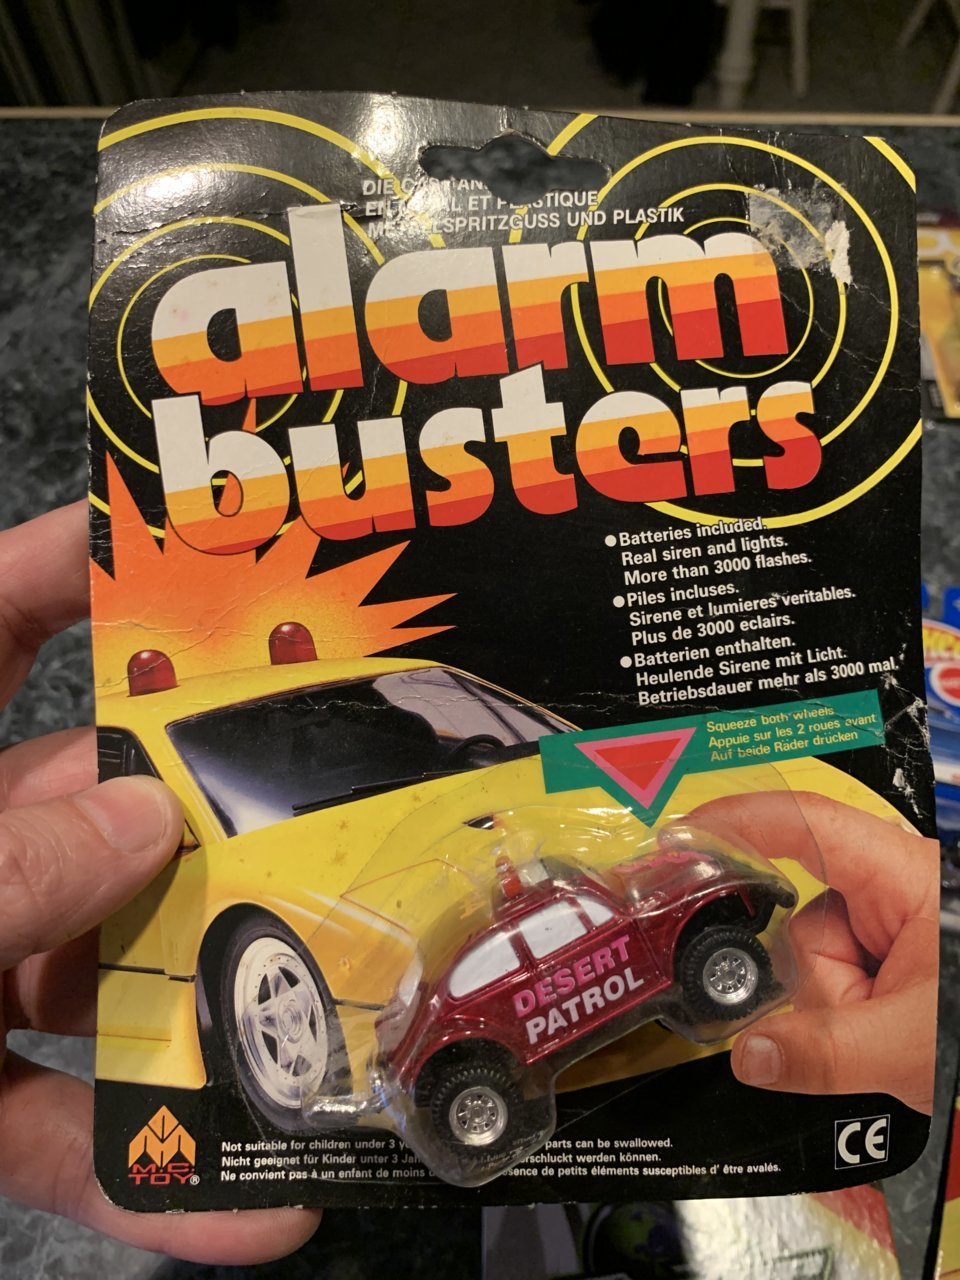 DIE
ET PLASTIQUE
UND PLASTIK
alarm
busters
●Batteries included.
Real siren and lights.
More than 3000 flashes.
●Piles incluses.
Sirene et lumieres veritables.
Plus de 3000 eclairs.
●Batterien enthalten.
Heulende Sirene mit Licht.
Betriebsdauer mehr als 3000 mal.
Squeeze both wheels
Appuie sur les 2 roues avant
Auf beide Räder drücken
DESERT
PATROL
M.C.
TOY®
Not suitable for children under 3 parts can be swallowed.
Nicht geeignet für Kinder unter 3 werden können.
Ne convient pas à un enfant de moins de petits éléments susceptibles d' être avalés.
CE